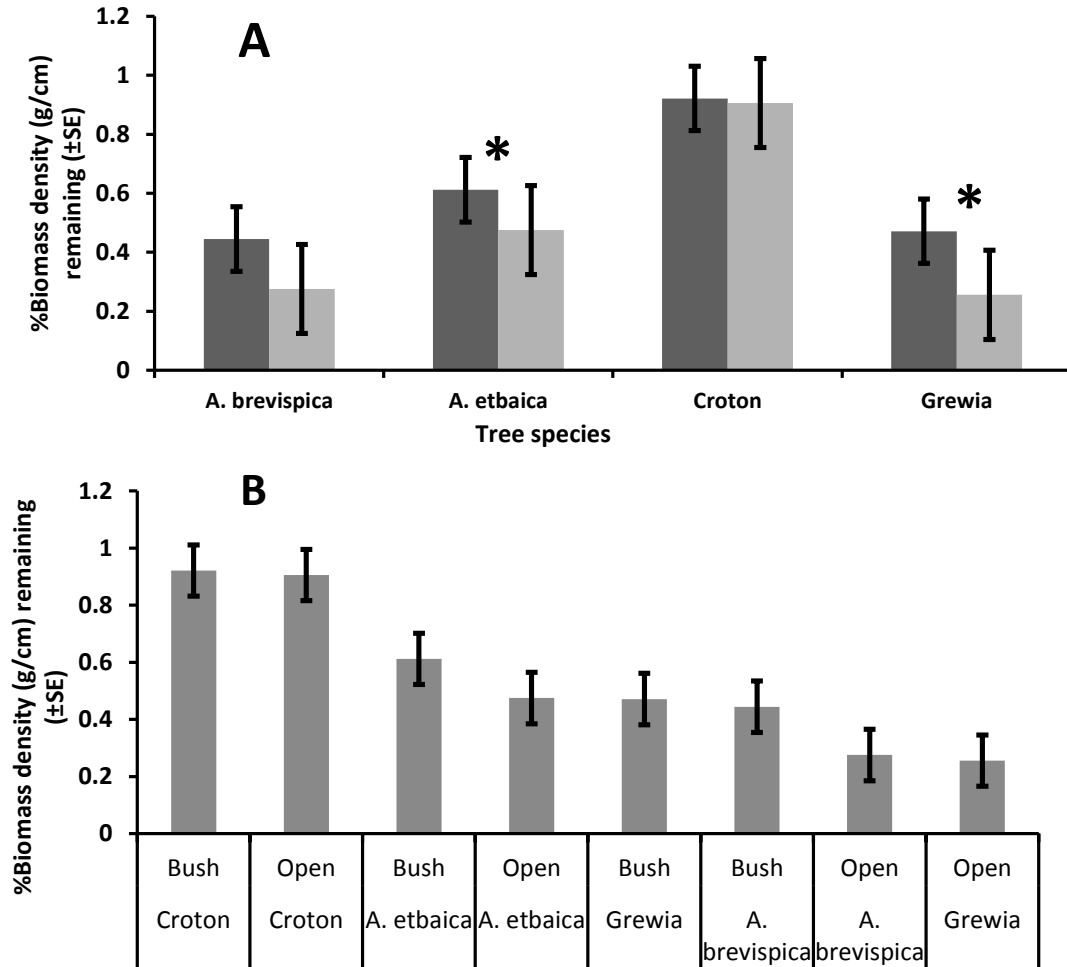 A
%Biomass density (g/cm)
remaining (±SE)
1.2
1
0.8
0.6
0.4
0.2
0
*
*
A. brevispica
A. etbaica
Croton
Grewia
Tree species
B
%Biomass density (g/cm) remaining
(±SE)
1.2
1
0.8
0.6
0.4
0.2
0
Bush
Open
Bush
Open
Bush
Bush
Open
Open
Croton
Croton
A. etbaica
A. etbaica
Grewia
A.
brevispica
A.
brevispica
Grewia